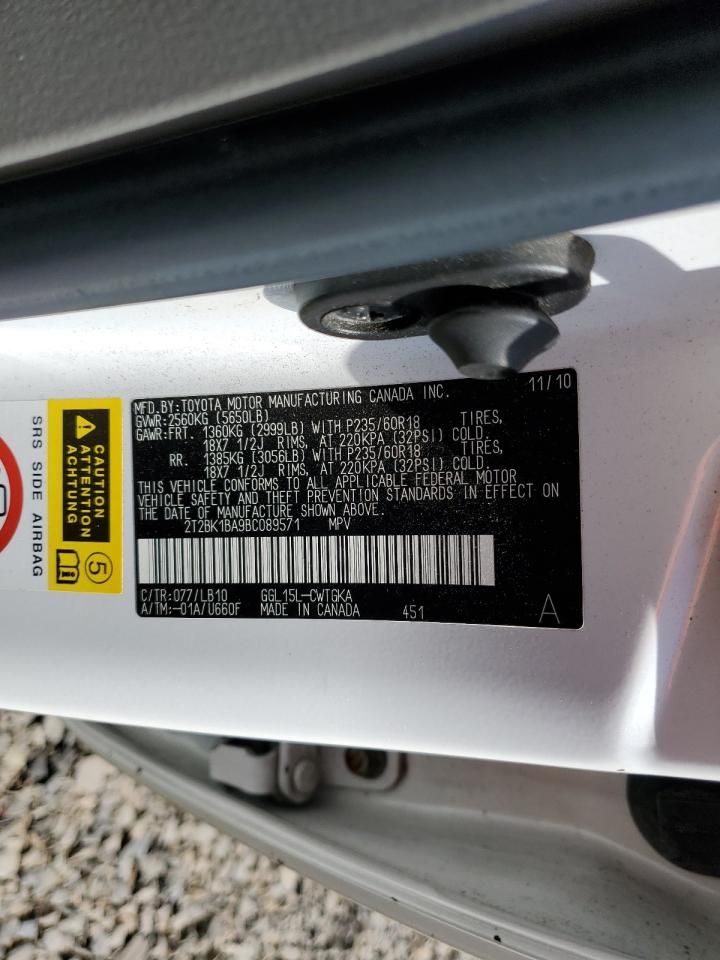 MFD.BY:TOYOTA MOTOR MANUFACTURING CANADA INC. 11/10
GVWR:2560KG (5650LB)
GAWR:FRT. 1360KG (2999LB) WITH P235/60R18 TIRES,
18X7 1/2J RIMS, AT 220KPA (32PSI) COLD.
RR. 1385KG (3056LB) WITH P235/60R18 TIRES,
18X7 1/2J RIMS, AT 220KPA (32PSI) COLD.
THIS VEHICLE CONFORMS TO ALL APPLICABLE FEDERAL MOTOR
VEHICLE SAFETY AND THEFT PREVENTION STANDARDS IN EFFECT ON
THE DATE OF MANUFACTURE SHOWN ABOVE.
2T2BK1BA9BC089571 MPV
C/TR:077/LB10 GGL15L-CWTGKA
A/TM:-01A/U660F MADE IN CANADA 451 A
SRS SIDE AIRBAG
CAUTION
ATTENTION
ACHTUNG
5